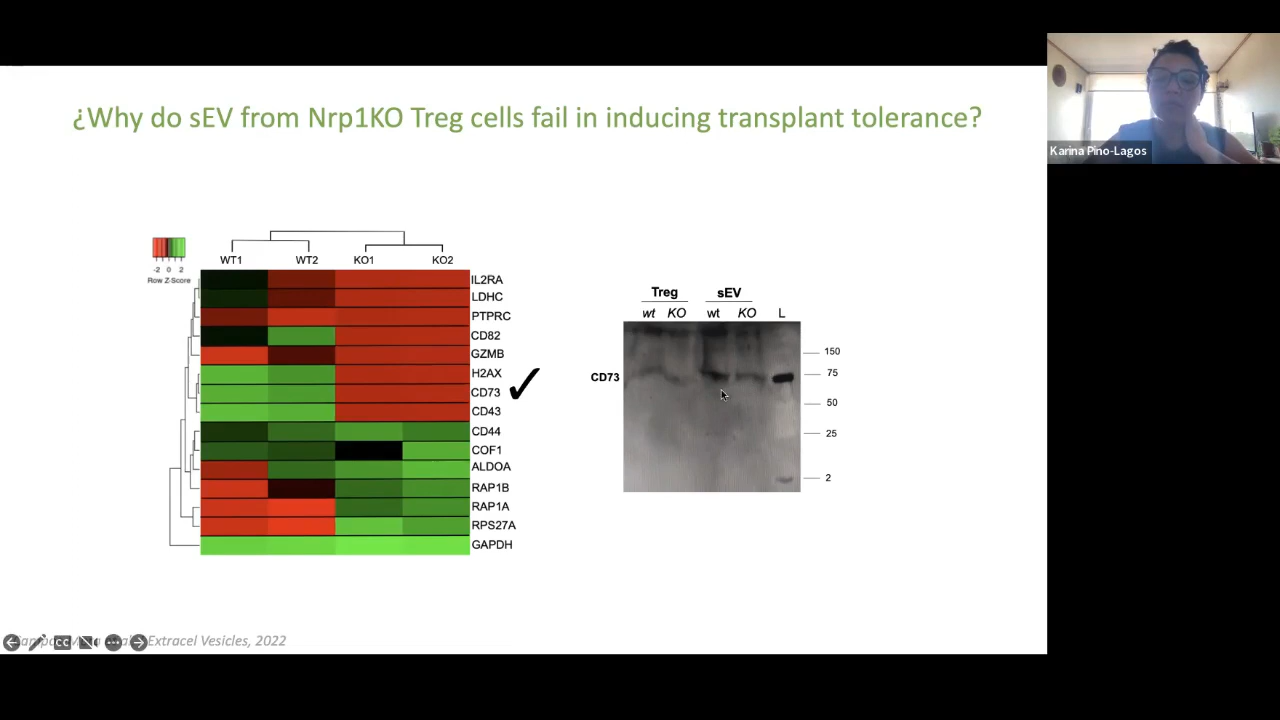 ¿Why do sEV from Nrp1KO Treg cells fail in inducing transplant tolerance?
Karina Pino-Lagos
-2 0 2
Row Z-Score
WT1 WT2 KO1 KO2
IL2RA
LDHC
PTPRC
CD82
GZMB
H2AX
CD73
CD43
CD44
COF1
ALDOA
RAP1B
RAP1A
RPS27A
GAPDH
Treg sEV
wt KO wt KO L
CD73
150
75
50
25
2
CC
Extracel Vesicles, 2022